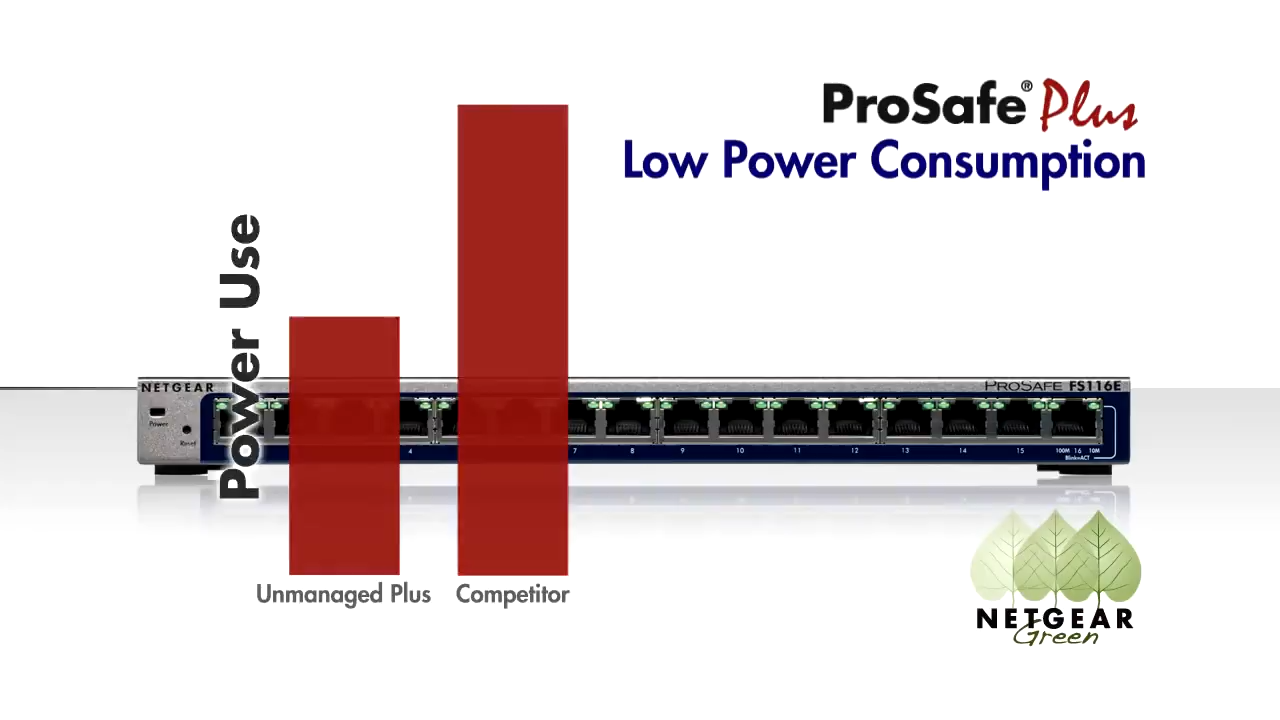 ProSafe® Plus
Low Power Consumption
Power Use
NETGEAR
PROSAFE FS116E
Power
Reset
4
7
8
9
10
11
12
13
14
15
100M 16 10M
Blink=ACT
Unmanaged Plus
Competitor
NETGEAR
Green